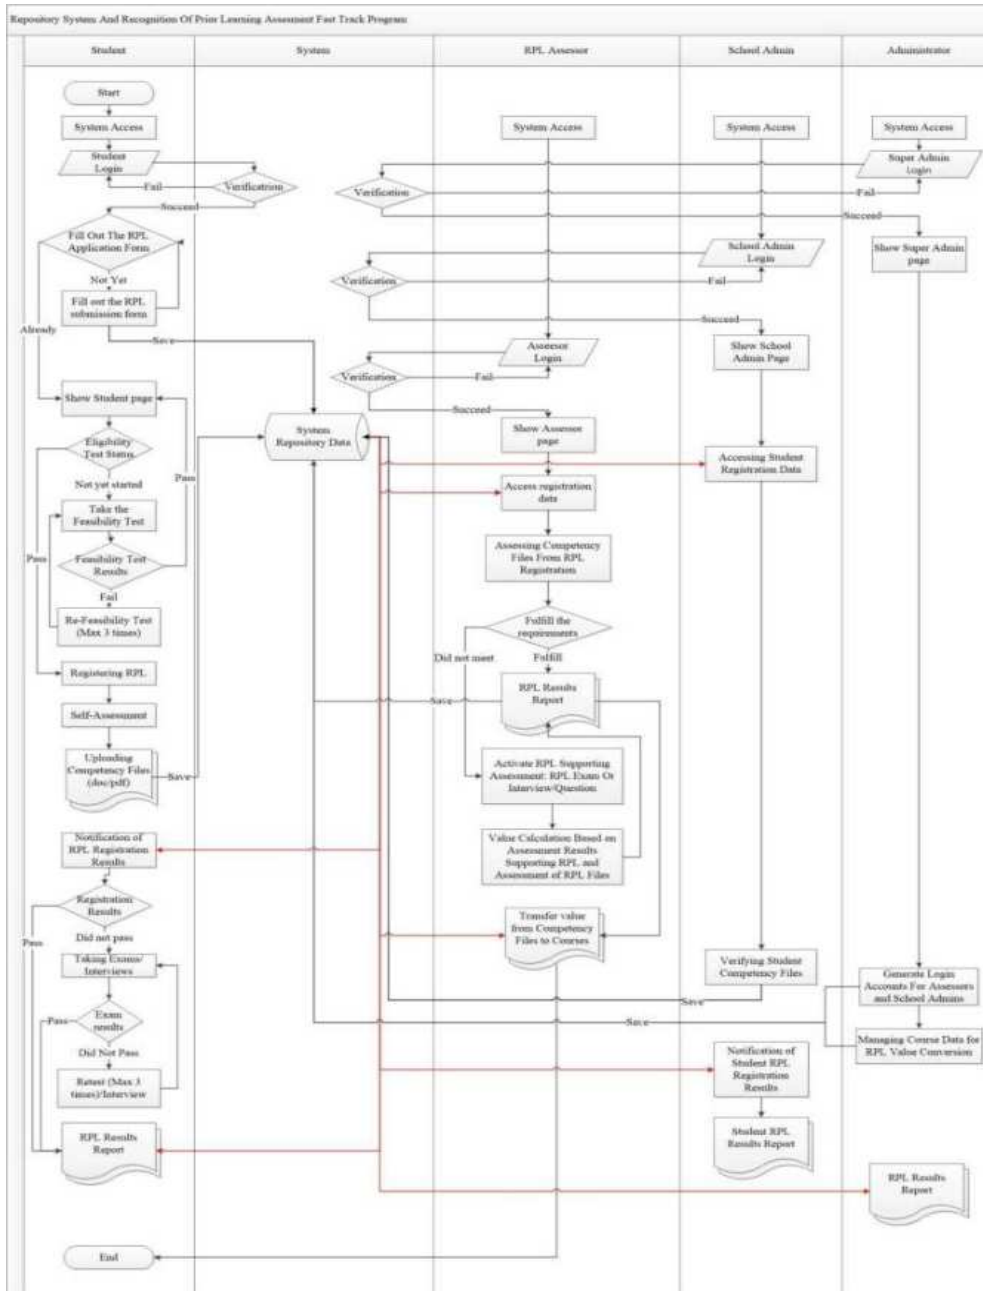 Repository System And Recognition Of Prior Learning Assesment Fast Track Program
Student
System
RPL Assessor
School Admin
Administrator
Start
System Access
Student
Login
Verificatrion
Fail
Succeed
Fill Out The RPL
Application Form
Not Yet
Fill out the RPL
submission form
Already
Save
Show Student page
Eligibility
Test Status
Not yet started
Pass
Take the
Feasibility Test
Pass
Feasibility Test
Results
Fail
Re-Feasibility Test
(Max 3 times)
Registering RPL
Self-Assessment
Uploading
Competency Files
(doc/pdf)
Save
Notification of
RPL Registration
Results
Registration
Results
Pass
Did not pass
Taking Exams/
Interviews
Pass
Exam
results
Did Not Pass
Retest (Max 3
times)/Interview
RPL Results
Report
End
Verification
Verification
Verification
System
Repository Data
System Access
Assessor
Login
Fail
Succeed
Show Assessor
page
Access registration
data
Assessing Competency
Files From RPL
Registration
Fulfill the
requirements
Did not meet
Fulfill
RPL Results
Report
Save
Activate RPL Supporting
Assessment: RPL Exam Or
Interview/Question
Value Calculation Based on
Assessment Results
Supporting RPL and
Assessment of RPL Files
Transfer value
from Competency
Files to Courses
System Access
School Admin
Login
Fail
Succeed
Show School
Admin Page
Accessing Student
Registration Data
Verifying Student
Competency Files
Save
Notification of
Student RPL
Registration
Results
Student RPL
Results Report
System Access
Super Admin
Login
Fail
Succeed
Show Super Admin
page
Generate Login
Accounts For Assessors
and School Admins
Save
Managing Course Data for
RPL Value Conversion
RPL Results
Report